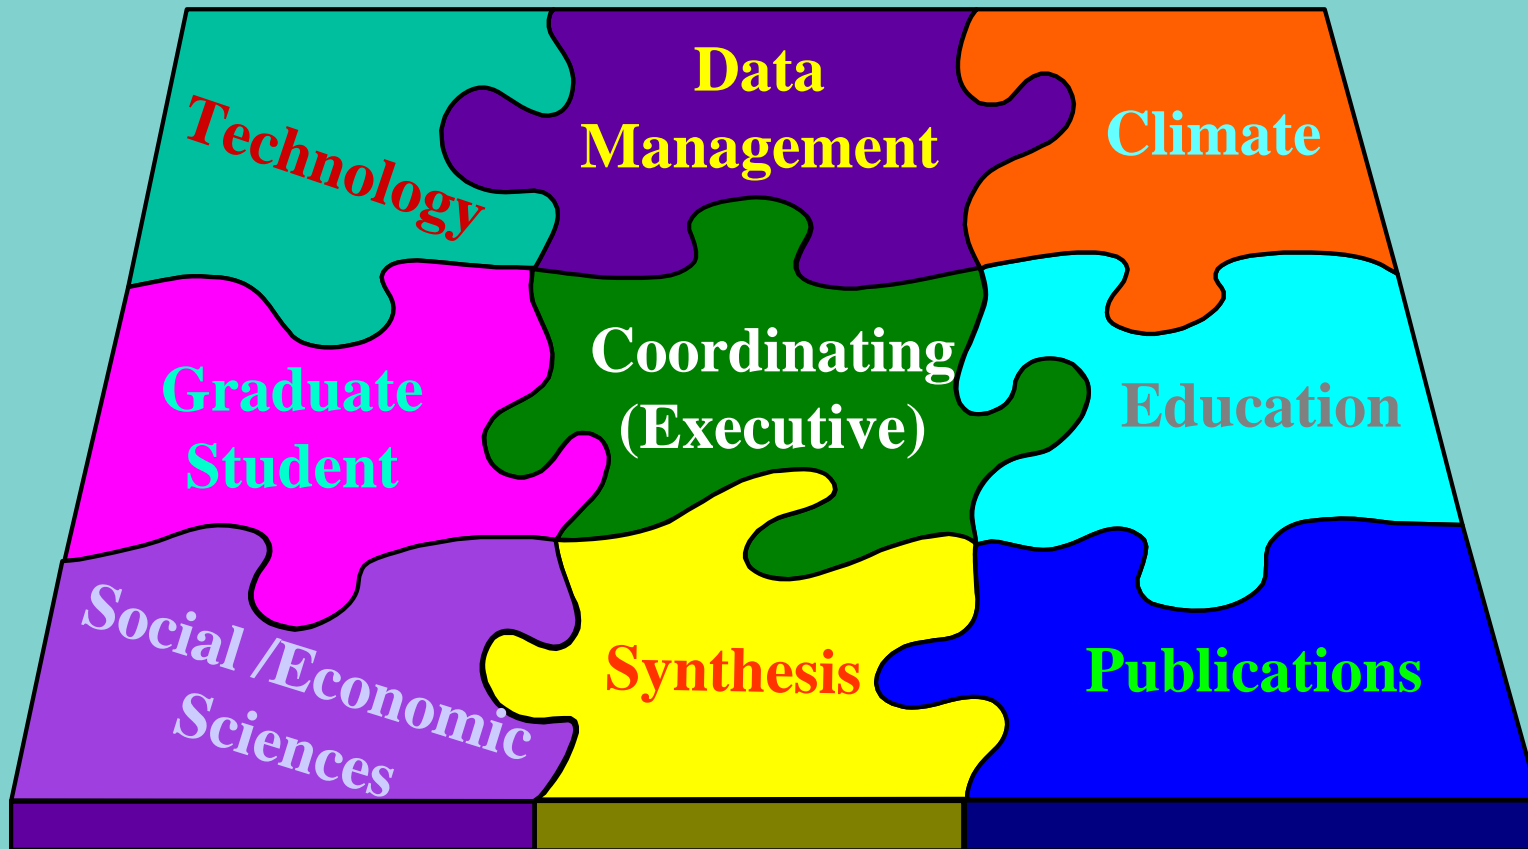 Technology
Data
Management
Climate
Graduate
Student
Coordinating
(Executive)
Education
Social /Economic
Sciences
Synthesis
Publications